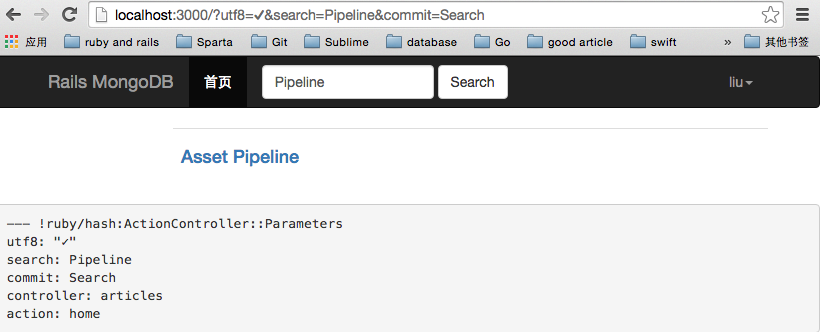 localhost:3000/?utf8=✓&search=Pipeline&commit=Search
应用 ruby and rails Sparta Git Sublime database Go good article swift » 其他书签
Rails MongoDB 首页 Pipeline Search liu
Asset Pipeline
--- !ruby/hash:ActionController::Parameters
utf8: "✓"
search: Pipeline
commit: Search
controller: articles
action: home